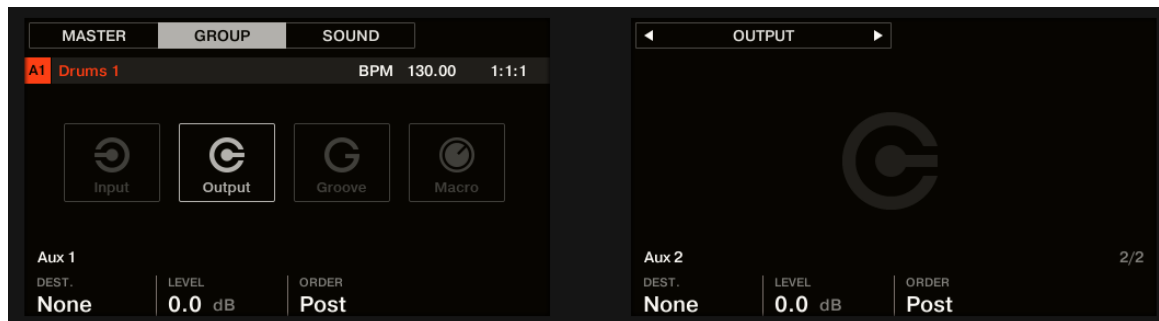 MASTER GROUP SOUND
A1 Drums 1 BPM 130.00 1:1:1
Input Output Groove Macro
Aux 1
DEST. LEVEL ORDER
None 0.0 dB Post
OUTPUT
Aux 2 2/2
DEST. LEVEL ORDER
None 0.0 dB Post